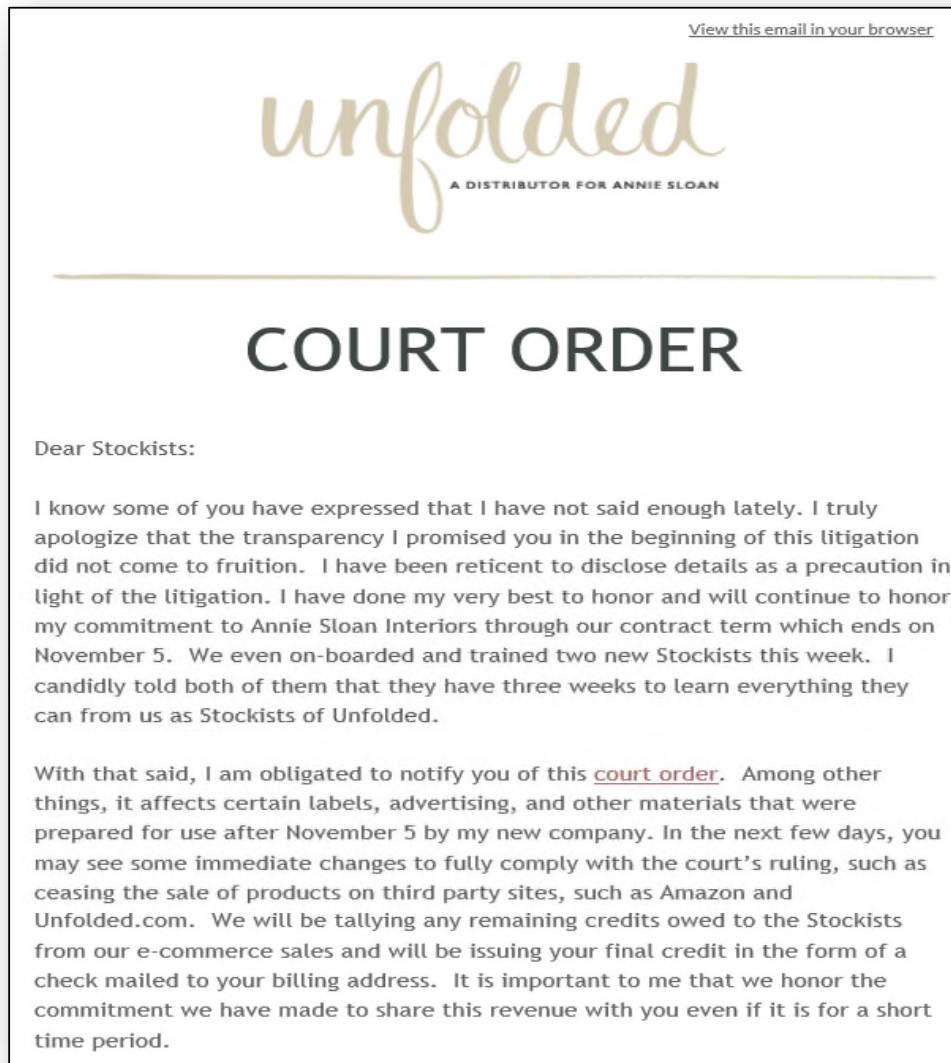 View this email in your browser
unfolded
A DISTRIBUTOR FOR ANNIE SLOAN
COURT ORDER
Dear Stockists:
I know some of you have expressed that I have not said enough lately. I truly
apologize that the transparency I promised you in the beginning of this litigation
did not come to fruition.  I have been reticent to disclose details as a precaution in
light of the litigation. I have done my very best to honor and will continue to honor
my commitment to Annie Sloan Interiors through our contract term which ends on
November 5.  We even on-boarded and trained two new Stockists this week.  I
candidly told both of them that they have three weeks to learn everything they
can from us as Stockists of Unfolded.
With that said, I am obligated to notify you of this court order.  Among other
things, it affects certain labels, advertising, and other materials that were
prepared for use after November 5 by my new company. In the next few days, you
may see some immediate changes to fully comply with the court's ruling, such as
ceasing the sale of products on third party sites, such as Amazon and
Unfolded.com.  We will be tallying any remaining credits owed to the Stockists
from our e-commerce sales and will be issuing your final credit in the form of a
check mailed to your billing address.  It is important to me that we honor the
commitment we have made to share this revenue with you even if it is for a short
time period.